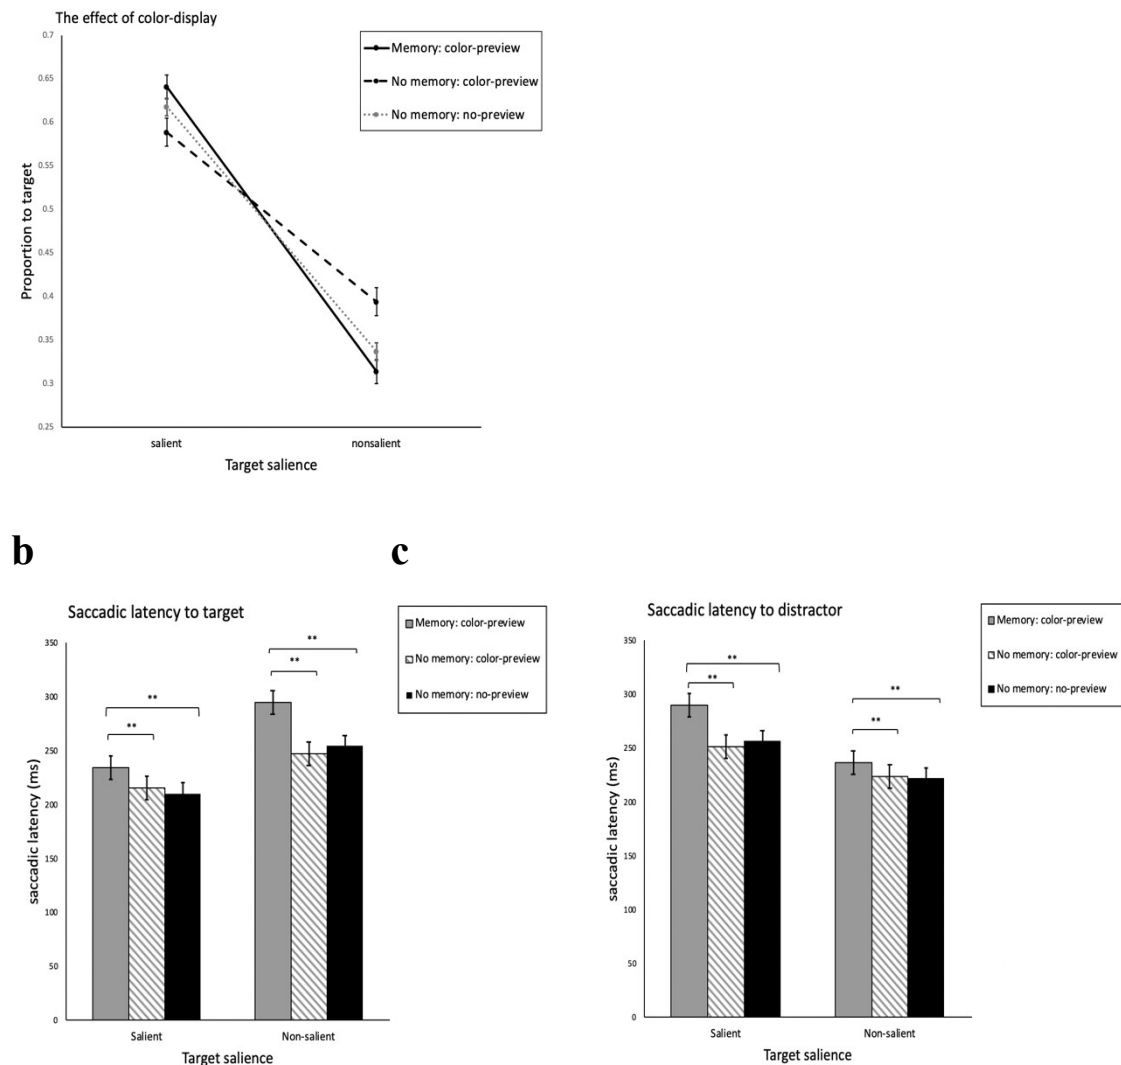 The effect of color-display
Memory: color-preview
No memory: color-preview
No memory: no-preview
0.7
0.65
0.6
0.55
0.5
0.45
0.4
0.35
0.3
0.25
Proportion to target
salient
nonsalient
Target salience
b
Saccadic latency to target
Memory: color-preview
No memory: color-preview
No memory: no-preview
350
300
250
200
150
100
50
0
saccadic latency (ms)
**
**
**
**
Salient
Non-salient
Target salience
c
Saccadic latency to distractor
Memory: color-preview
No memory: color-preview
No memory: no-preview
350
300
250
200
150
100
50
0
saccadic latency (ms)
**
**
**
**
Salient
Non-salient
Target salience